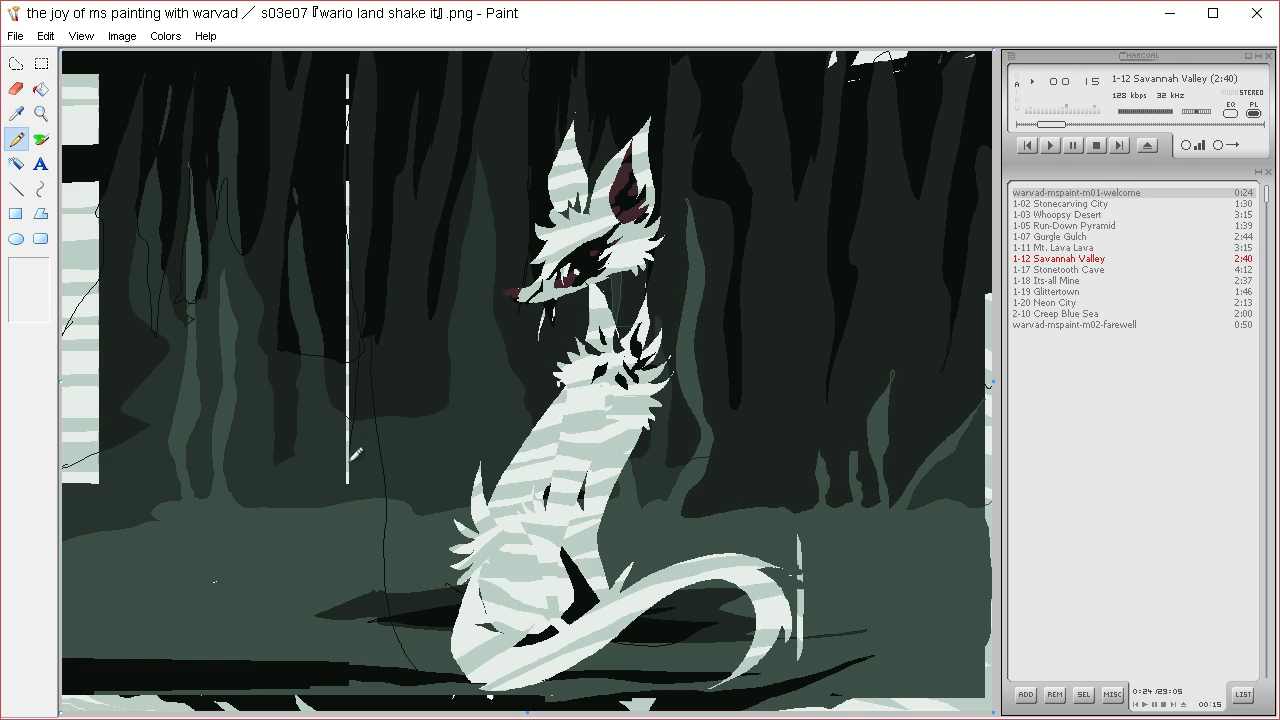 the joy of ms painting with warvad ／ s03e07『wario land shake it』.png - Paint
File Edit View Image Colors Help
CHARCOAL
00 15
1-12 Savannah Valley (2:40)
128 kbps 32 kHz STEREO
EQ PL
warvad-mspaint-m01-welcome 0:24
1-02 Stonecarving City 1:30
1-03 Whoopsy Desert 3:15
1-05 Run-Down Pyramid 1:39
1-07 Gurgle Gulch 2:44
1-11 Mt. Lava Lava 3:15
1-12 Savannah Valley 2:40
1-17 Stonetooth Cave 4:12
1-18 Its-all Mine 2:37
1-19 Glittertown 1:46
1-20 Neon City 2:13
2-10 Creep Blue Sea 2:00
warvad-mspaint-m02-farewell 0:50
ADD REM SEL MISC 0:24/29:05 LIST
00:15